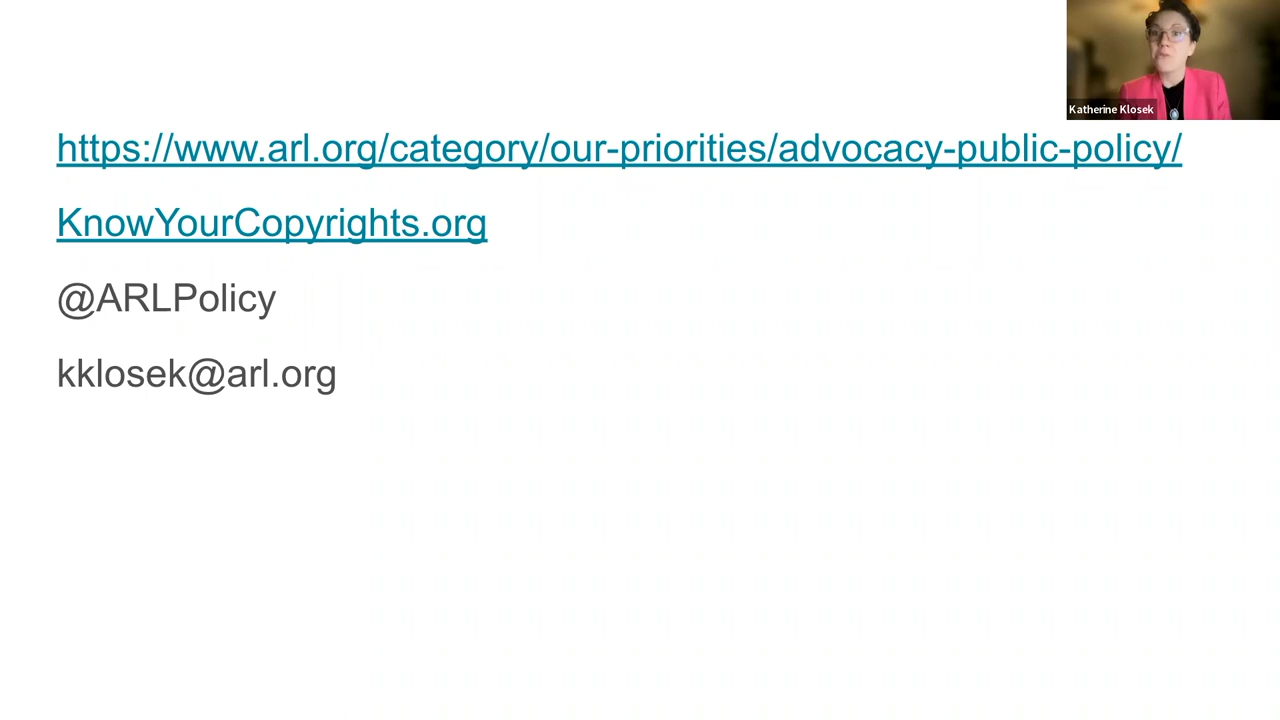 Katherine Klosek
https://www.arl.org/category/our-priorities/advocacy-public-policy/
KnowYourCopyrights.org
@ARLPolicy
kklosek@arl.org